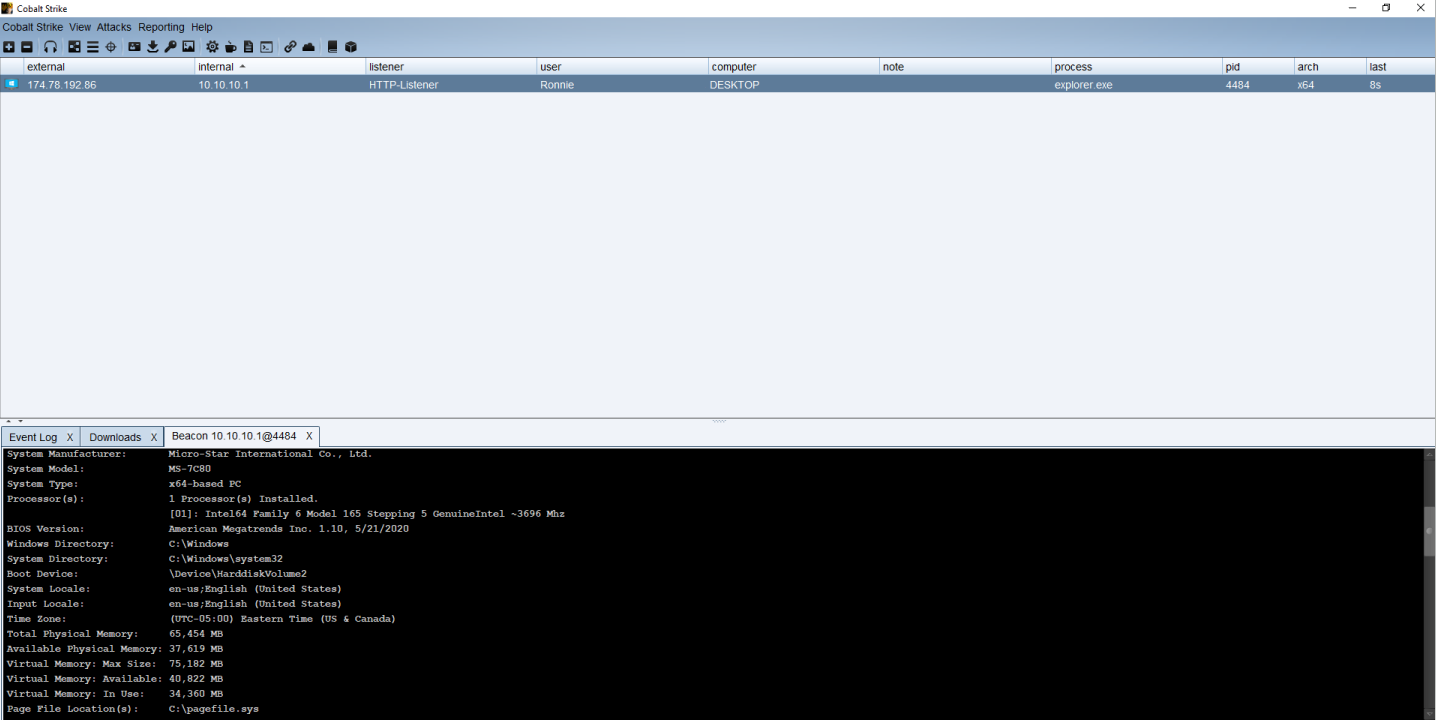 Cobalt Strike
Cobalt Strike View Attacks Reporting Help
external internal listener user computer note process pid arch last
174.78.192.86 10.10.10.1 HTTP-Listener Ronnie DESKTOP explorer.exe 4484 x64 8s
Event Log X Downloads X Beacon 10.10.10.1@4484 X
System Manufacturer: Micro-Star International Co., Ltd.
System Model: MS-7C80
System Type: x64-based PC
Processor(s): 1 Processor(s) Installed.
[01]: Intel64 Family 6 Model 165 Stepping 5 GenuineIntel ~3696 Mhz
BIOS Version: American Megatrends Inc. 1.10, 5/21/2020
Windows Directory: C:\Windows
System Directory: C:\Windows\system32
Boot Device: \Device\HarddiskVolume2
System Locale: en-us;English (United States)
Input Locale: en-us;English (United States)
Time Zone: (UTC-05:00) Eastern Time (US & Canada)
Total Physical Memory: 65,454 MB
Available Physical Memory: 37,619 MB
Virtual Memory: Max Size: 75,182 MB
Virtual Memory: Available: 40,822 MB
Virtual Memory: In Use: 34,360 MB
Page File Location(s): C:\pagefile.sys